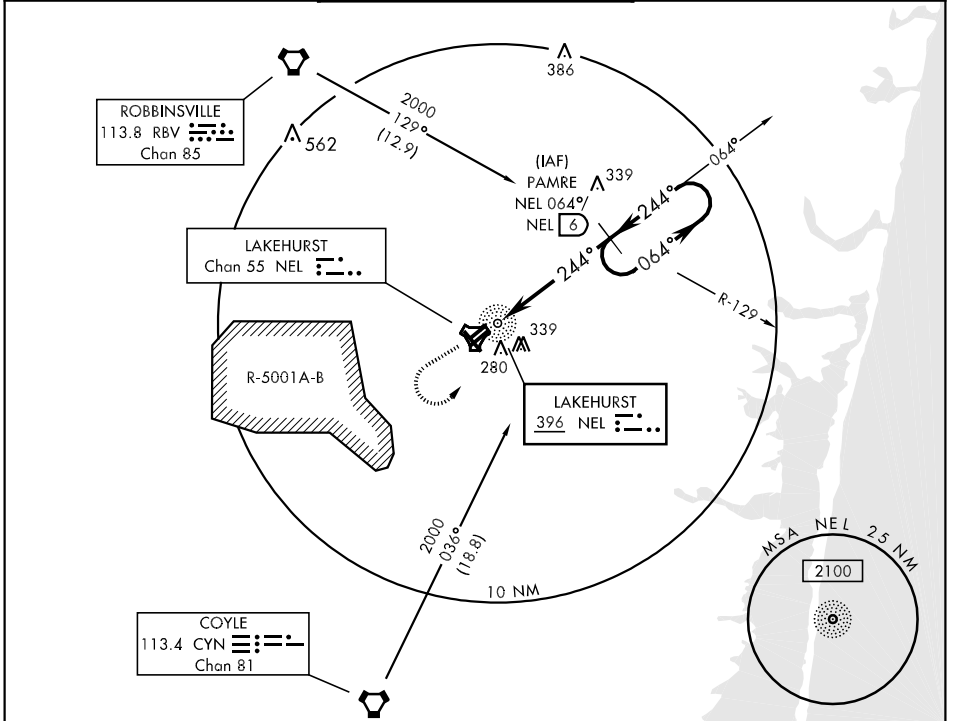 386
ROBBINSVILLE
113.8 RBV
Chan 85
562
2000
129°
(12.9)
(IAF)
PAMRE
NEL 064°/
NEL 6
339
064°
244°
064°
244°
R-129
LAKEHURST
Chan 55 NEL
339
280
R-5001A-B
LAKEHURST
396 NEL
2000
036°
(18.8)
10 NM
MSA NEL 25 NM
2100
COYLE
113.4 CYN
Chan 81